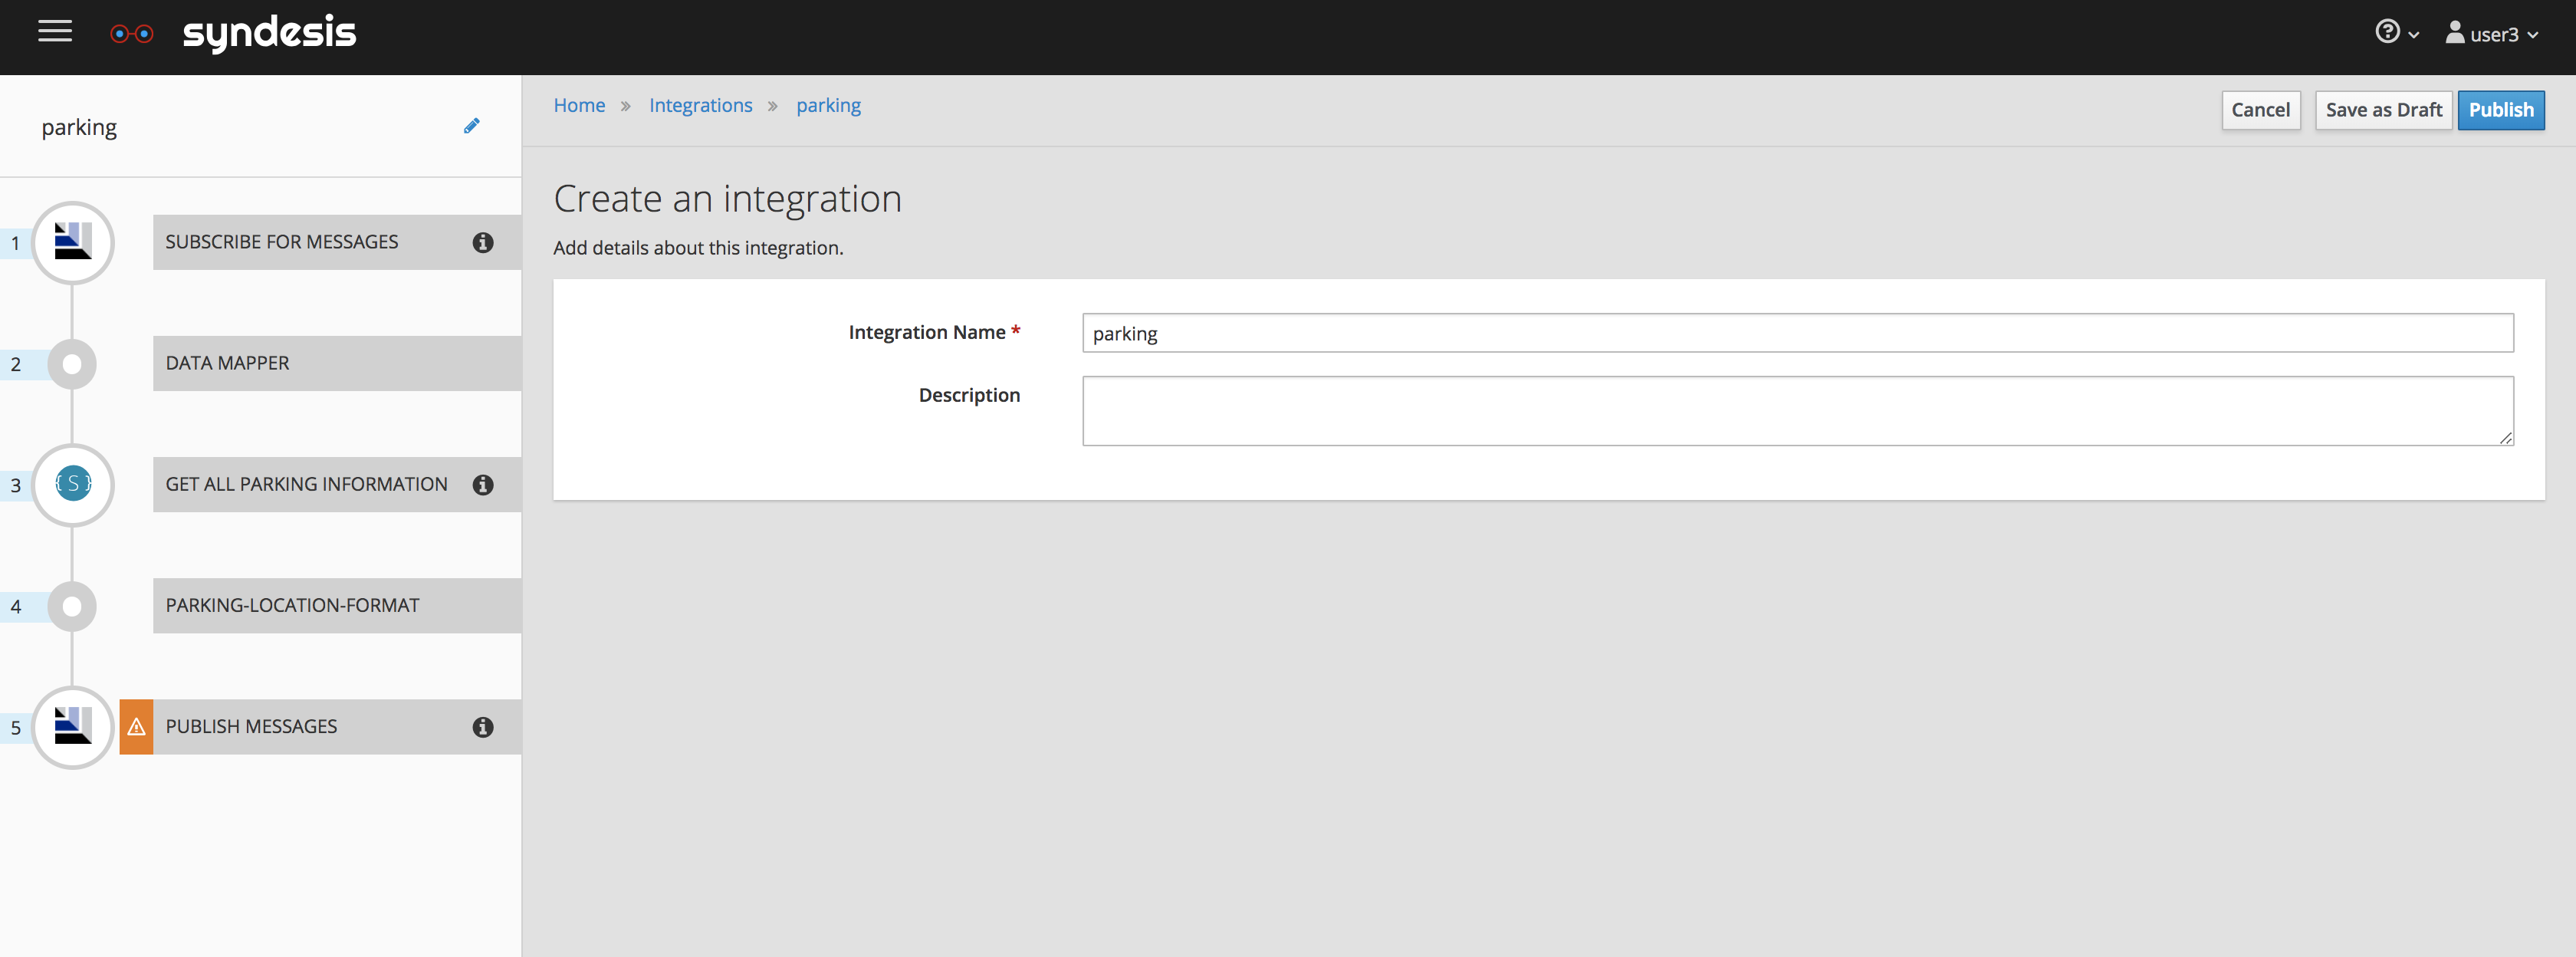 syndesis
user3
parking
Home » Integrations » parking
Cancel
Save as Draft
Publish
Create an integration
Add details about this integration.
Integration Name *
parking
Description
1 SUBSCRIBE FOR MESSAGES
2 DATA MAPPER
3 { S } GET ALL PARKING INFORMATION
4 PARKING-LOCATION-FORMAT
5 PUBLISH MESSAGES